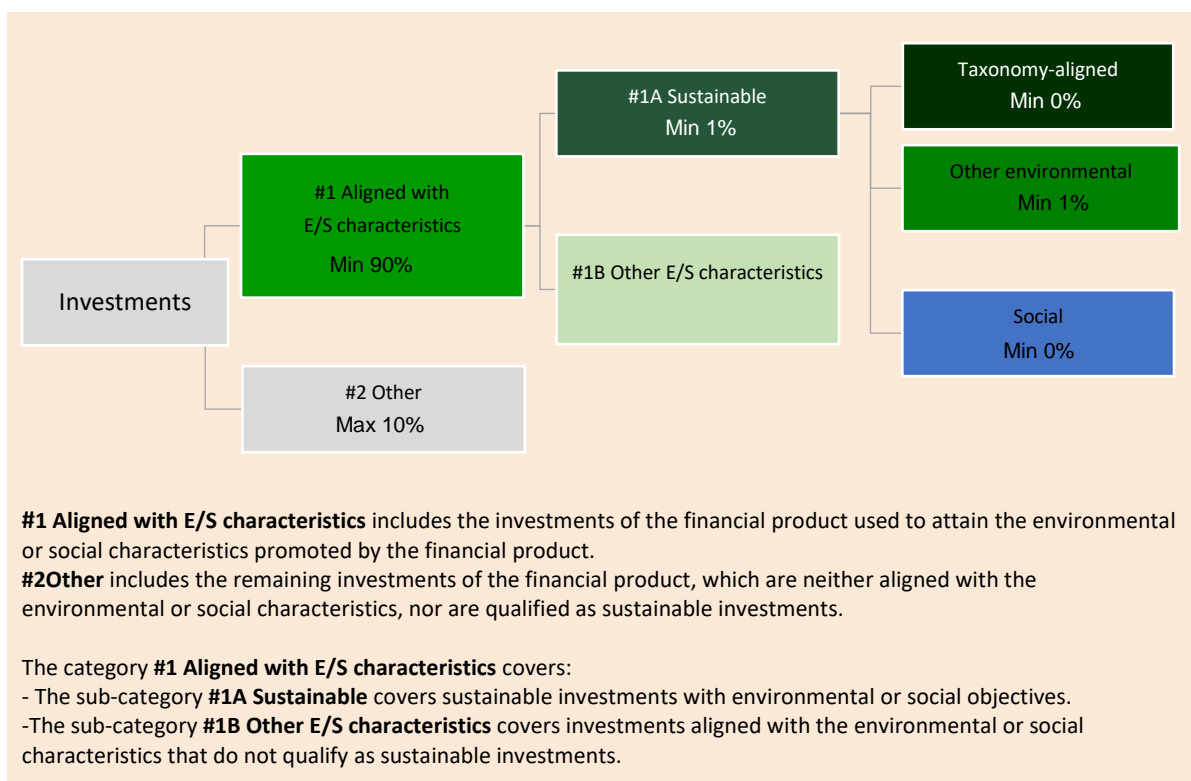 Investments
#1 Aligned with
E/S characteristics
Min 90%
#2 Other
Max 10%
#1A Sustainable
Min 1%
#1B Other E/S characteristics
Taxonomy-aligned
Min 0%
Other environmental
Min 1%
Social
Min 0%
#1 Aligned with E/S characteristics includes the investments of the financial product used to attain the environmental
or social characteristics promoted by the financial product.
#2Other includes the remaining investments of the financial product, which are neither aligned with the
environmental or social characteristics, nor are qualified as sustainable investments.
The category #1 Aligned with E/S characteristics covers:
- The sub-category #1A Sustainable covers sustainable investments with environmental or social objectives.
-The sub-category #1B Other E/S characteristics covers investments aligned with the environmental or social
characteristics that do not qualify as sustainable investments.